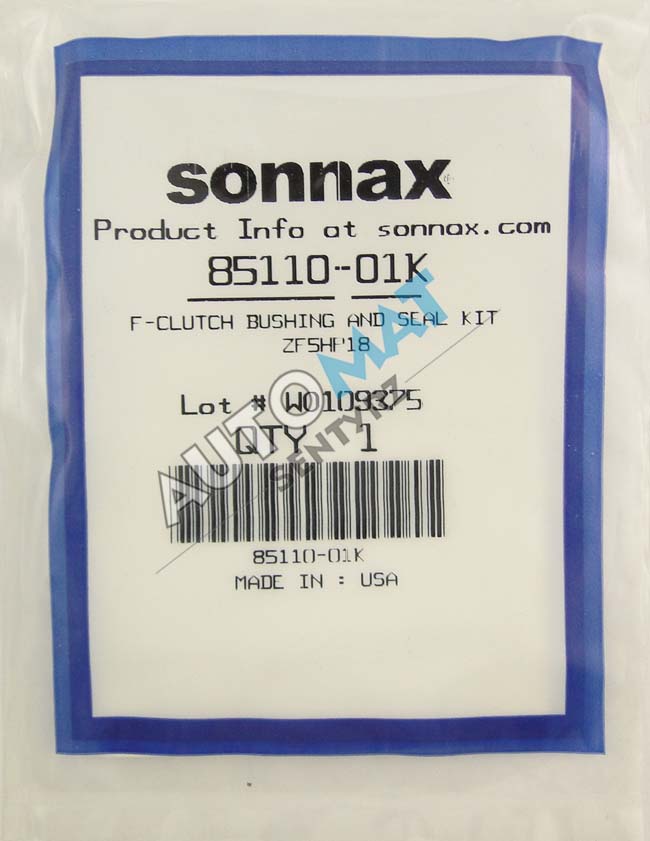 sonnax
Product Info at sonnax.com
85110-01K
F-CLUTCH BUSHING AND SEAL KIT
ZF5HP18
Lot # W0109375
QTY 1
85110-01K
MADE IN : USA
AUTOMAT
SENTYRZ